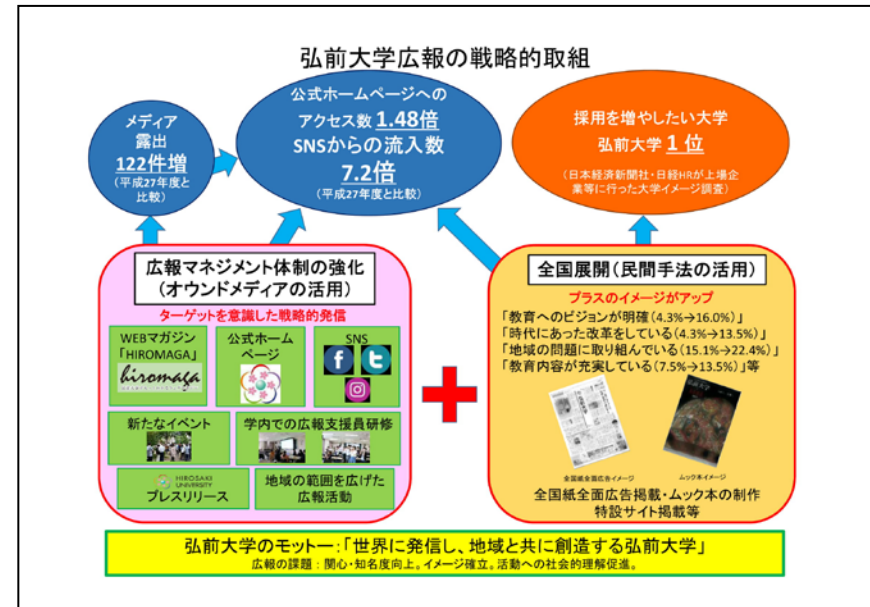 弘前大学広報の戦略的取組
メディア
露出
122件増
(平成27年度と
比較)
公式ホームページへの
アクセス数 1.48倍
SNSからの流入数
7.2倍
(平成27年度と比較)
採用を増やしたい大学
弘前大学 1 位
(日本経済新聞社・日経HRが上場企
業等に行った大学イメージ調査)
広報マネジメント体制の強化
(オウンドメディアの活用)
ターゲットを意識した戦略的発信
WEBマガジン
「HIROMAGA」
hiromaga
公式ホーム
ページ
SNS
新たなイベント
学内での広報支援員研修
HIROSAKI
UNIVERSITY
プレスリリース
地域の範囲を広げた
広報活動
全国展開(民間手法の活用)
プラスのイメージがアップ
「教育へのビジョンが明確(4.3%→16.0%)」
「時代にあった改革をしている(4.3%→13.5%)」
「地域の問題に取り組んでいる(15.1%→22.4%)」
「教育内容が充実している(7.5%→13.5%)」等
全国紙全面広告イメージ
ムック本イメージ
全国紙全面広告掲載・ムック本の制作
特設サイト掲載等
弘前大学のモットー:「世界に発信し、地域と共に創造する弘前大学」
広報の課題：関心・知名度向上。イメージ確立。活動への社会的理解促進。